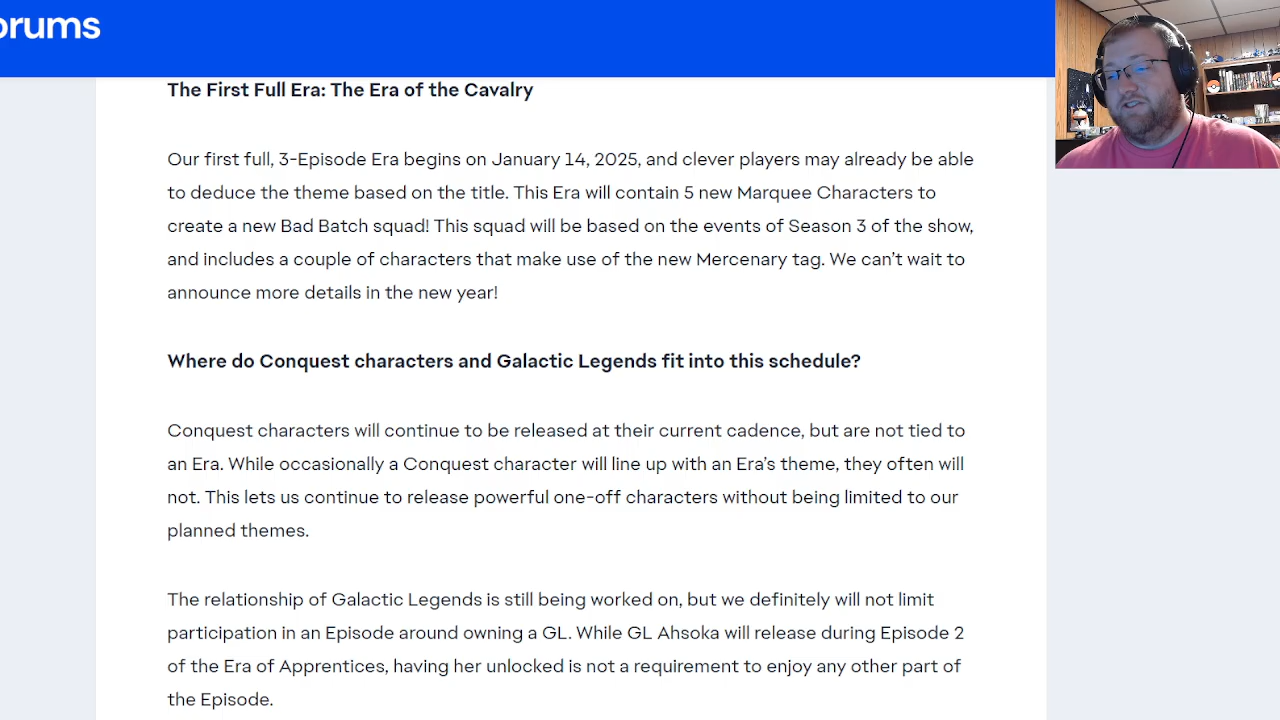 orums
The First Full Era: The Era of the Cavalry
Our first full, 3-Episode Era begins on January 14, 2025, and clever players may already be able
to deduce the theme based on the title. This Era will contain 5 new Marquee Characters to
create a new Bad Batch squad! This squad will be based on the events of Season 3 of the show,
and includes a couple of characters that make use of the new Mercenary tag. We can’t wait to
announce more details in the new year!
Where do Conquest characters and Galactic Legends fit into this schedule?
Conquest characters will continue to be released at their current cadence, but are not tied to
an Era. While occasionally a Conquest character will line up with an Era’s theme, they often will
not. This lets us continue to release powerful one-off characters without being limited to our
planned themes.
The relationship of Galactic Legends is still being worked on, but we definitely will not limit
participation in an Episode around owning a GL. While GL Ahsoka will release during Episode 2
of the Era of Apprentices, having her unlocked is not a requirement to enjoy any other part of
the Episode.